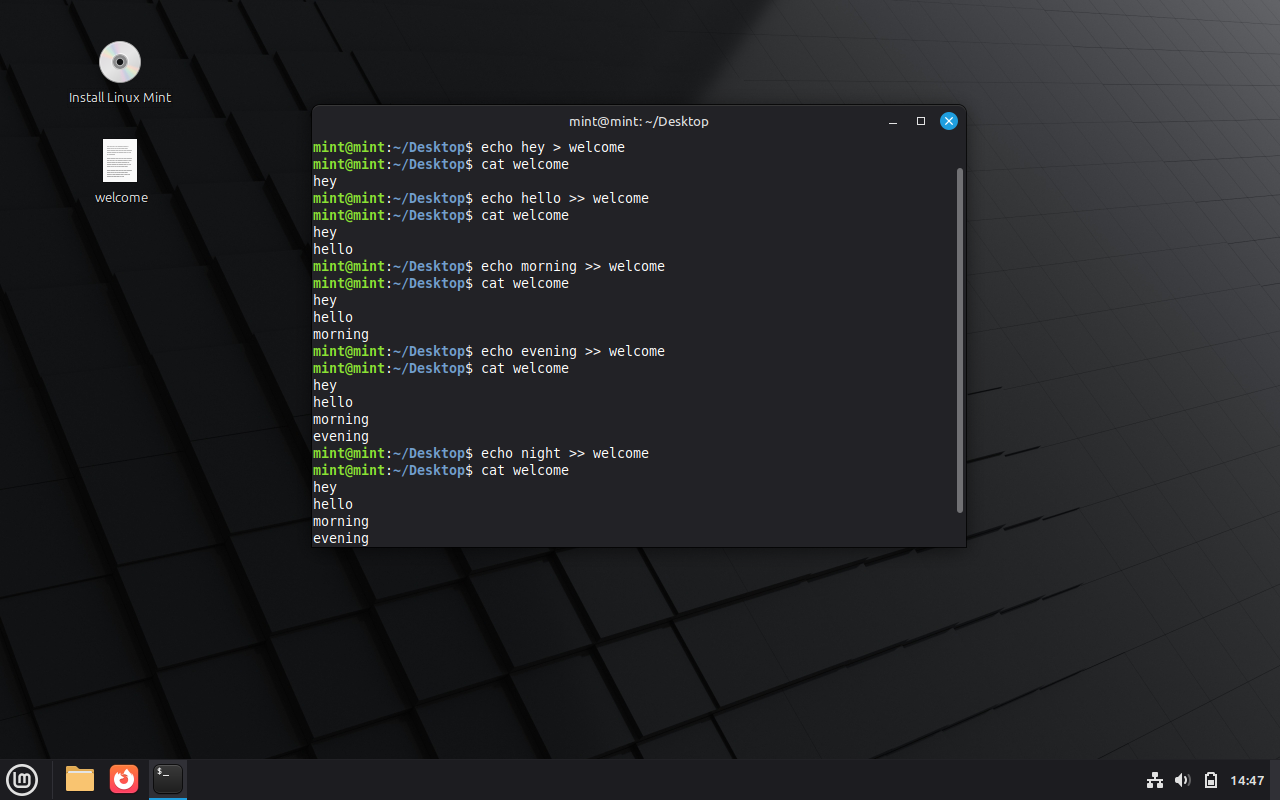 Install Linux Mint
welcome
mint@mint: ~/Desktop
mint@mint:~/Desktop$ echo hey > welcome
mint@mint:~/Desktop$ cat welcome
hey
mint@mint:~/Desktop$ echo hello >> welcome
mint@mint:~/Desktop$ cat welcome
hey
hello
mint@mint:~/Desktop$ echo morning >> welcome
mint@mint:~/Desktop$ cat welcome
hey
hello
morning
mint@mint:~/Desktop$ echo evening >> welcome
mint@mint:~/Desktop$ cat welcome
hey
hello
morning
evening
mint@mint:~/Desktop$ echo night >> welcome
mint@mint:~/Desktop$ cat welcome
hey
hello
morning
evening
$_
14:47